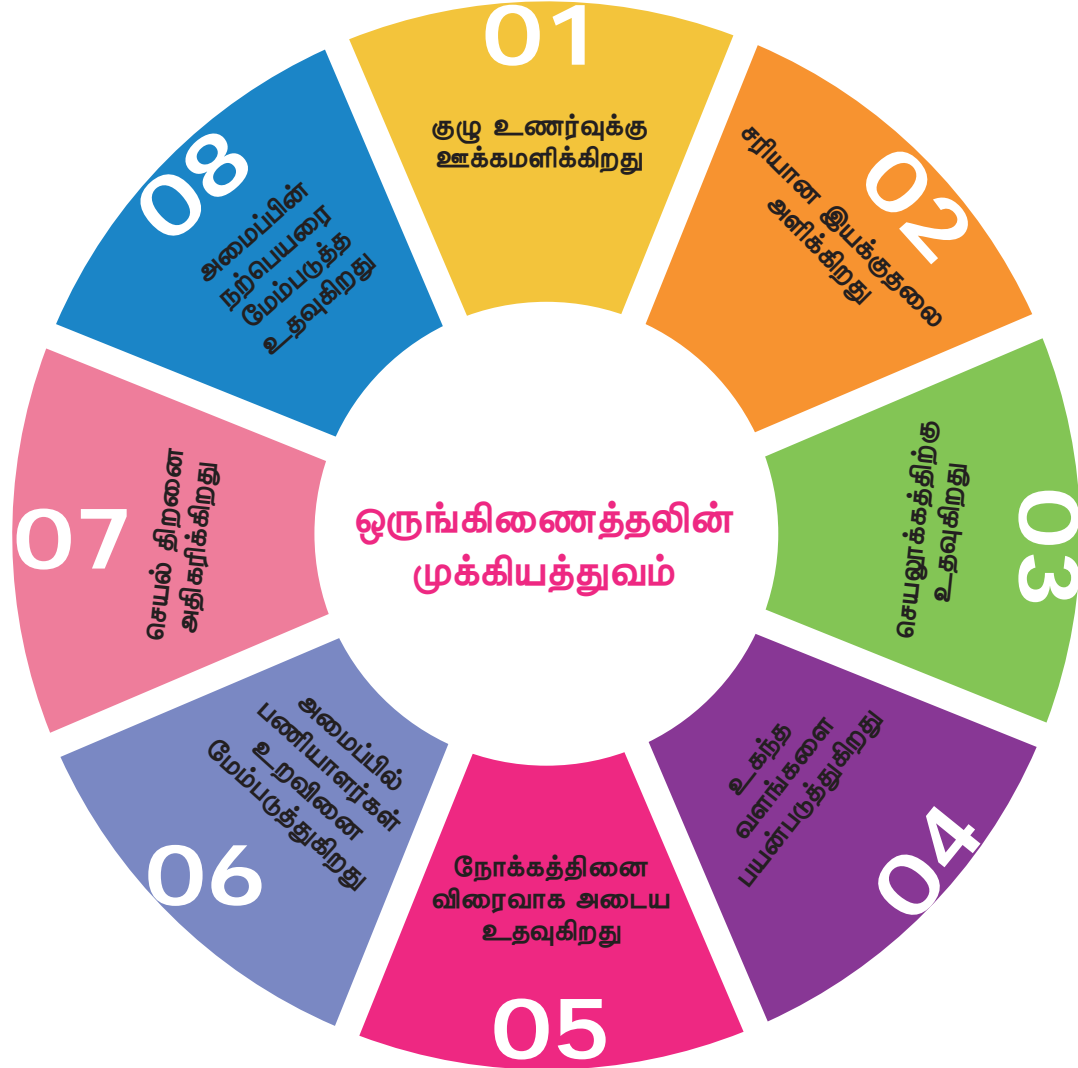 ஒருங்கிணைத்தலின்
முக்கியத்துவம்
01
குழு உணர்வுக்கு
ஊக்கமளிக்கிறது
02
சரியான இயக்குதலை
அளிக்கிறது
03
செயலூக்கத்திற்கு
உதவுகிறது
04
உகந்த
வளங்களை
பயன்படுத்துகிறது
05
நோக்கத்தினை
விரைவாக அடைய
உதவுகிறது
06
அமைப்பில்
பணியாளர்கள்
உறவினை
மேம்படுத்துகிறது
07
செயல் திறனை
அதிகரிக்கிறது
08
அமைப்பின்
நற்பெயரை
மேம்படுத்த
உதவுகிறது